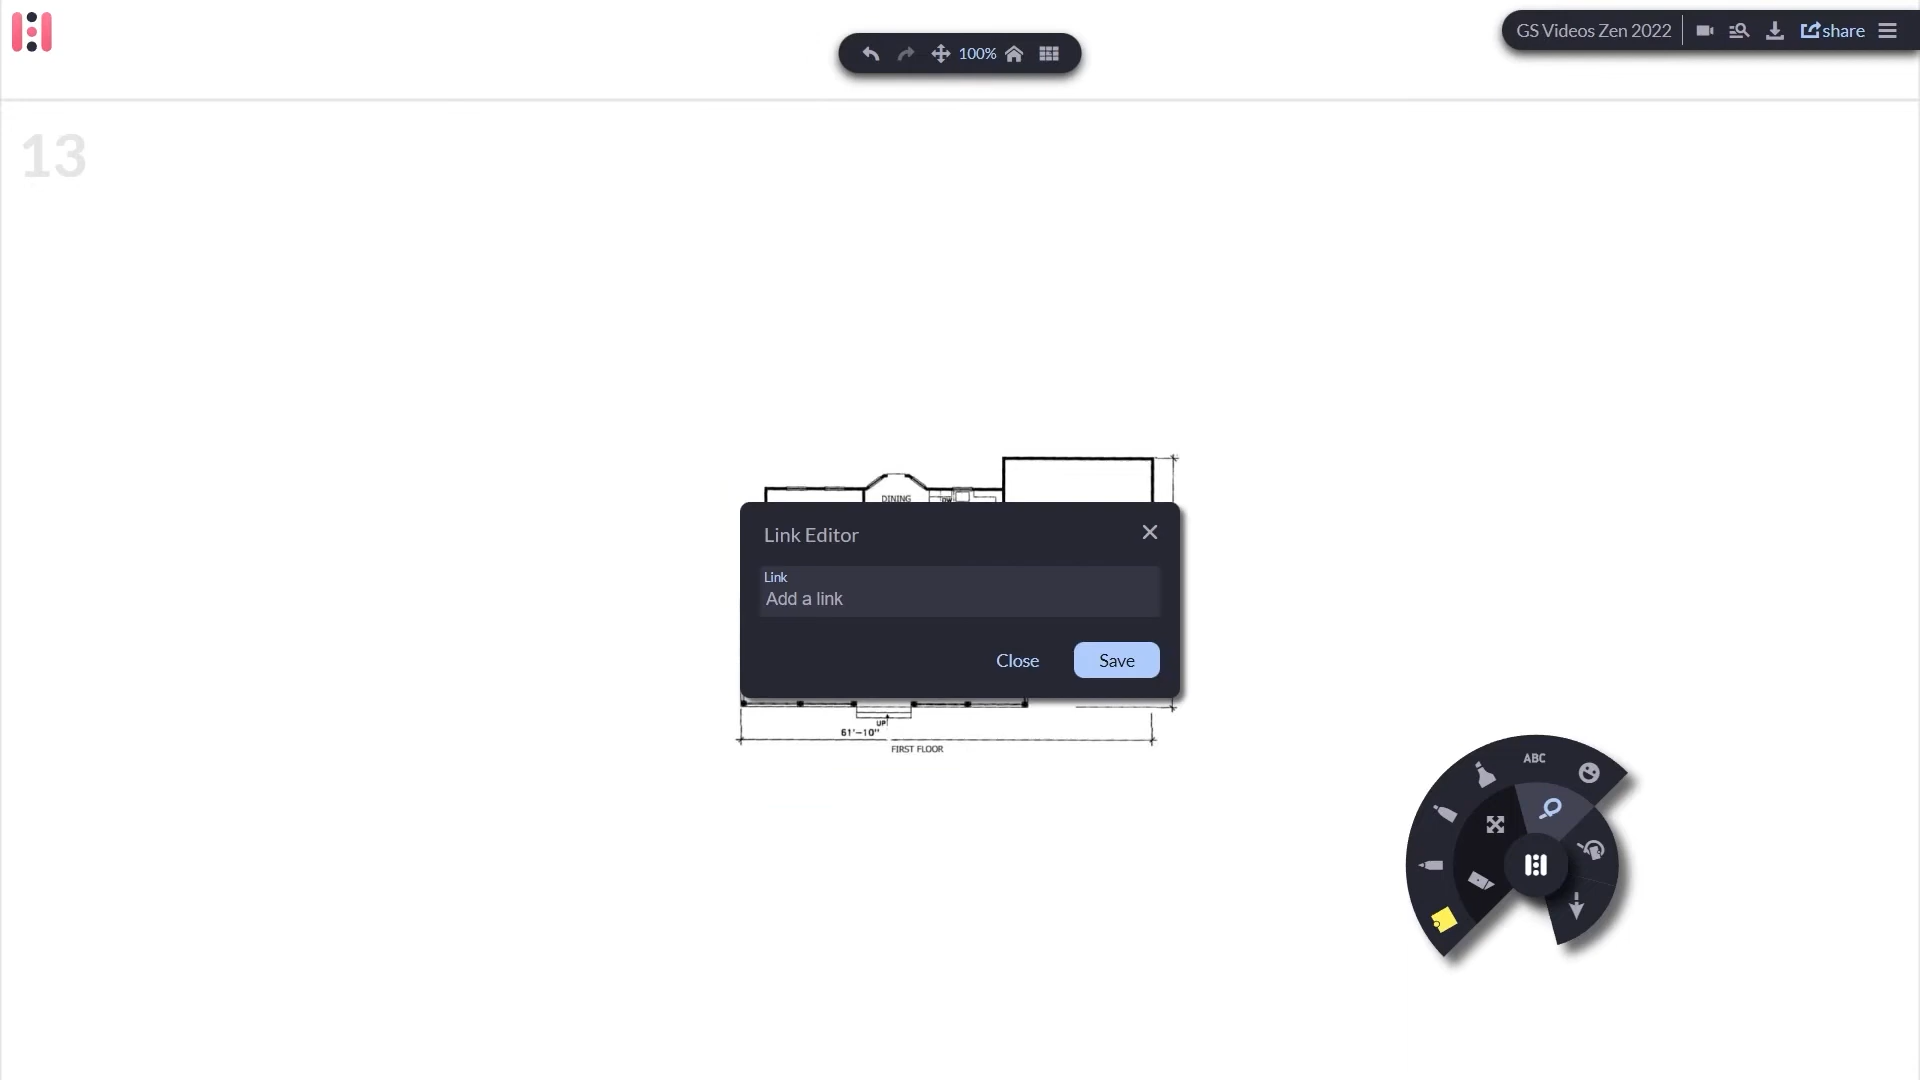 100%
GS Videos Zen 2022
share
13
DINING
DW
Link Editor
Link
Add a link
Close
Save
UP
61'-10"
FIRST FLOOR
ABC